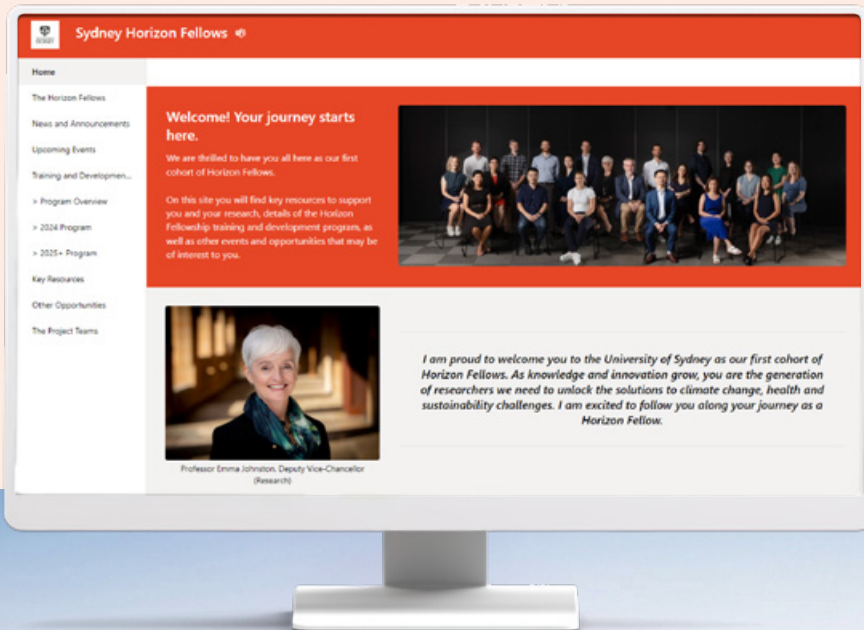 Sydney Horizon Fellows
Home
The Horizon Fellows
News and Announcements
Upcoming Events
Training and Developmen...
> Program Overview
> 2024 Program
> 2025+ Program
Key Resources
Other Opportunities
The Project Teams
Welcome! Your journey starts
here.
We are thrilled to have you all here as our first
cohort of Horizon Fellows.
On this site you will find key resources to support
you and your research, details of the Horizon
Fellowship training and development program, as
well as other events and opportunities that may be
of interest to you.
I am proud to welcome you to the University of Sydney as our first cohort of
Horizon Fellows. As knowledge and innovation grow, you are the generation
of researchers we need to unlock the solutions to climate change, health and
sustainability challenges. I am excited to follow you along your journey as a
Horizon Fellow.
Professor Emma Johnston. Deputy Vice-Chancellor
(Research)